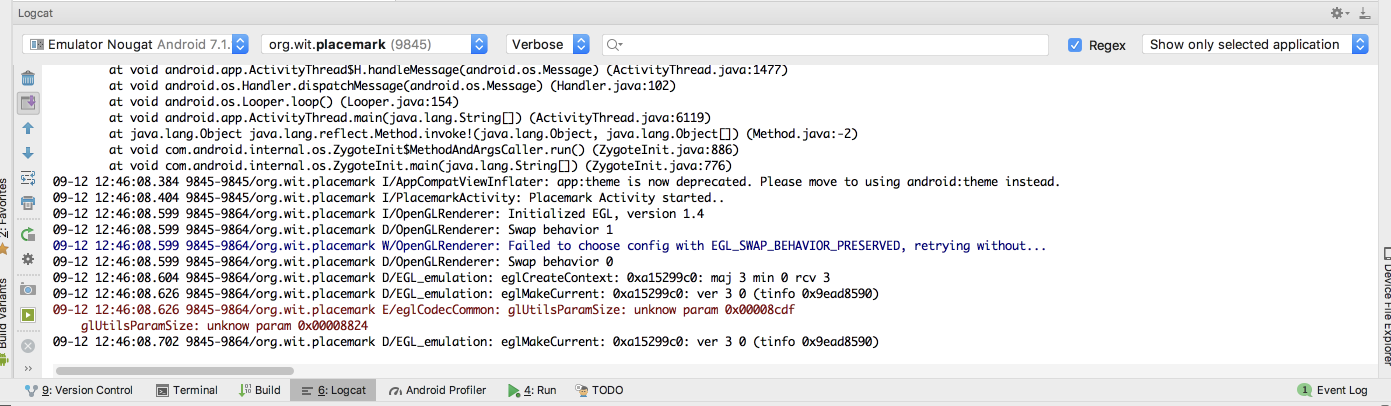 Logcat
Emulator Nougat Android 7.1. org.wit.placemark (9845) Verbose Regex Show only selected application
at void android.app.ActivityThread$H.handleMessage(android.os.Message) (ActivityThread.java:1477)
at void android.os.Handler.dispatchMessage(android.os.Message) (Handler.java:102)
at void android.os.Looper.loop() (Looper.java:154)
at void android.app.ActivityThread.main(java.lang.String[]) (ActivityThread.java:6119)
at java.lang.Object java.lang.reflect.Method.invoke!(java.lang.Object, java.lang.Object[]) (Method.java:-2)
at void com.android.internal.os.ZygoteInit$MethodAndArgsCaller.run() (ZygoteInit.java:886)
at void com.android.internal.os.ZygoteInit.main(java.lang.String[]) (ZygoteInit.java:776)
09-12 12:46:08.384 9845-9845/org.wit.placemark I/AppCompatViewInflater: app:theme is now deprecated. Please move to using android:theme instead.
09-12 12:46:08.404 9845-9845/org.wit.placemark I/PlacemarkActivity: Placemark Activity started..
09-12 12:46:08.599 9845-9864/org.wit.placemark I/OpenGLRenderer: Initialized EGL, version 1.4
09-12 12:46:08.599 9845-9864/org.wit.placemark D/OpenGLRenderer: Swap behavior 1
09-12 12:46:08.599 9845-9864/org.wit.placemark W/OpenGLRenderer: Failed to choose config with EGL_SWAP_BEHAVIOR_PRESERVED, retrying without...
09-12 12:46:08.599 9845-9864/org.wit.placemark D/OpenGLRenderer: Swap behavior 0
09-12 12:46:08.604 9845-9864/org.wit.placemark D/EGL_emulation: eglCreateContext: 0xa15299c0: maj 3 min 0 rcv 3
09-12 12:46:08.626 9845-9864/org.wit.placemark D/EGL_emulation: eglMakeCurrent: 0xa15299c0: ver 3 0 (tinfo 0x9ead8590)
09-12 12:46:08.626 9845-9864/org.wit.placemark E/eglCodecCommon: glUtilsParamSize: unknow param 0x00008cdf
glUtilsParamSize: unknow param 0x00008824
09-12 12:46:08.702 9845-9864/org.wit.placemark D/EGL_emulation: eglMakeCurrent: 0xa15299c0: ver 3 0 (tinfo 0x9ead8590)
2: Favorites
Build Variants
Device File Explorer
9: Version Control Terminal Build 6: Logcat Android Profiler 4: Run TODO 1 Event Log